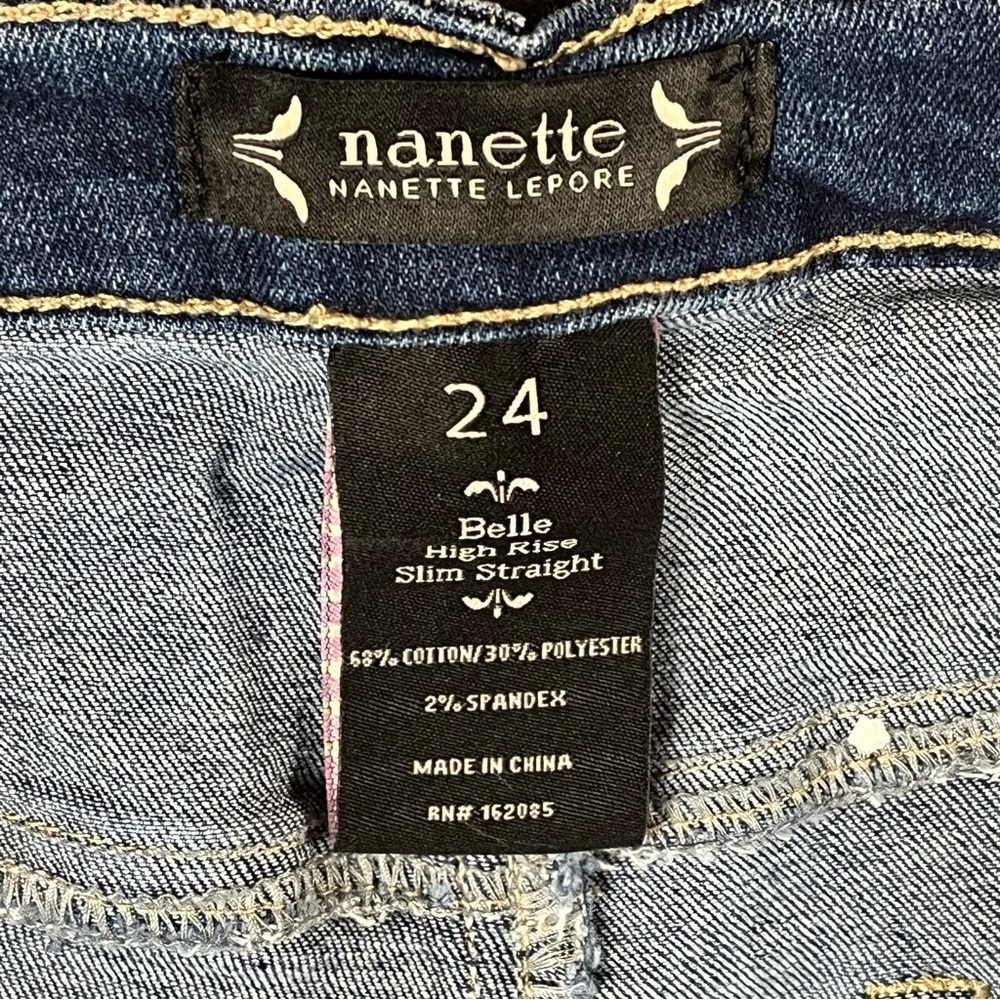 nanette
NANETTE LEPORE
24
Belle
High Rise
Slim Straight
68% COTTON/30% POLYESTER
2% SPANDEX
MADE IN CHINA
RN# 162085